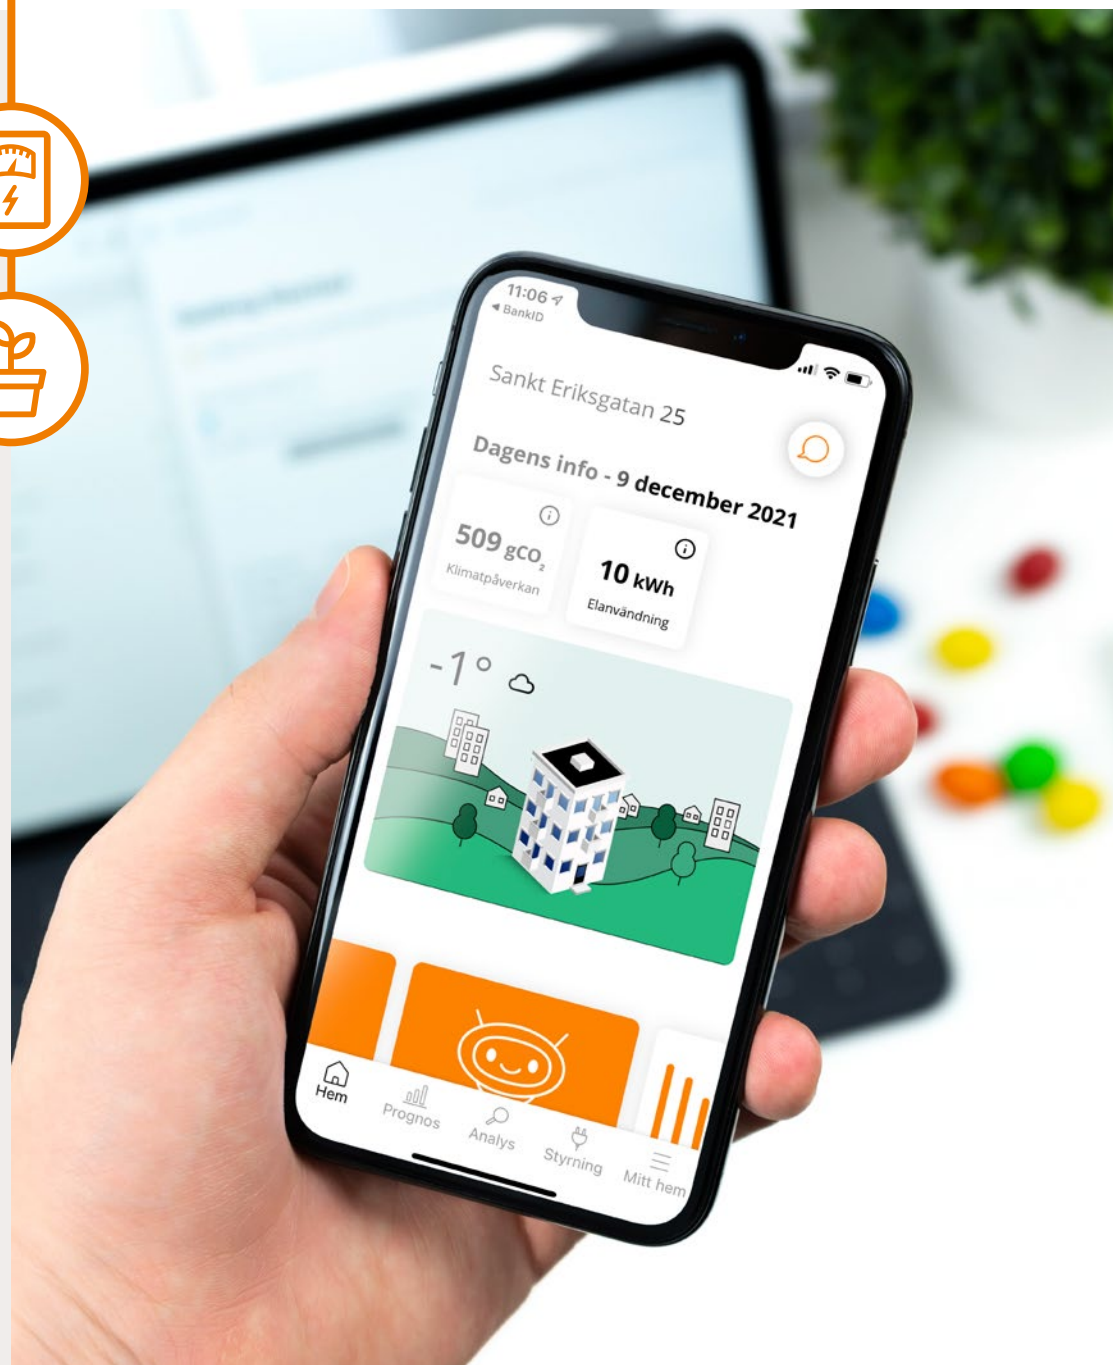 11:06
◀ BankID
Sankt Eriksgatan 25
Dagens info - 9 december 2021
509 gCO₂
Klimatpåverkan
10 kWh
Elanvändning
-1°
Hem
Prognos
Analys
Styrning
Mitt hem